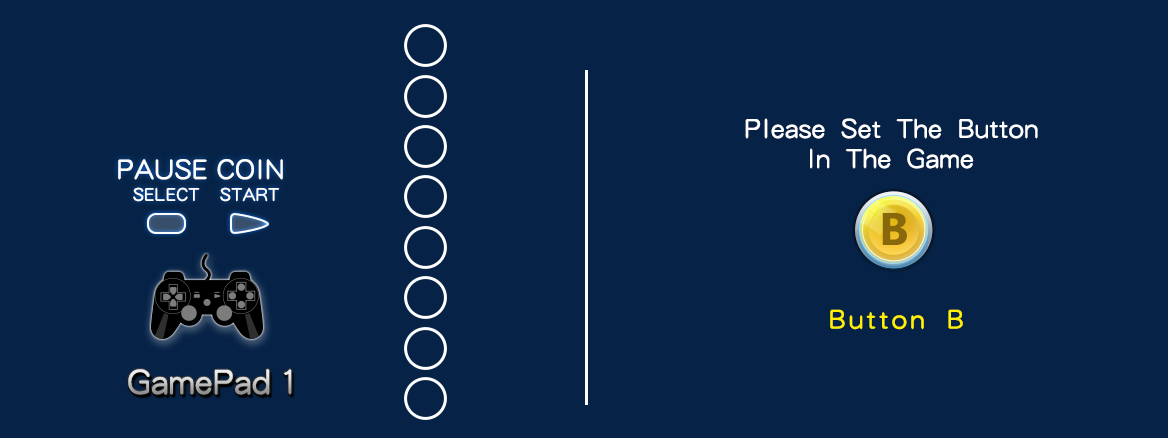 PAUSE COIN
SELECT START
GamePad 1
Please Set The Button
In The Game
B
Button B